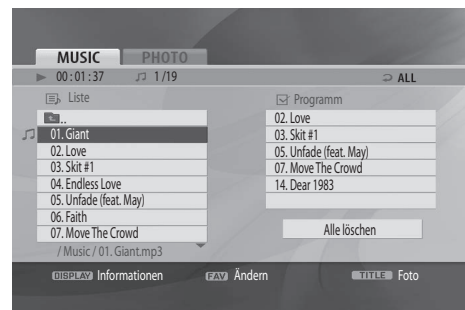 MUSIC PHOTO
00:01:37 1/19 ALL
Liste
..
01. Giant
02. Love
03. Skit #1
04. Endless Love
05. Unfade (feat. May)
06. Faith
07. Move The Crowd
/ Music / 01. Giant.mp3
Programm
02. Love
03. Skit #1
05. Unfade (feat. May)
07. Move The Crowd
14. Dear 1983
Alle löschen
DISPLAY Informationen FAV Ändern TITLE Foto